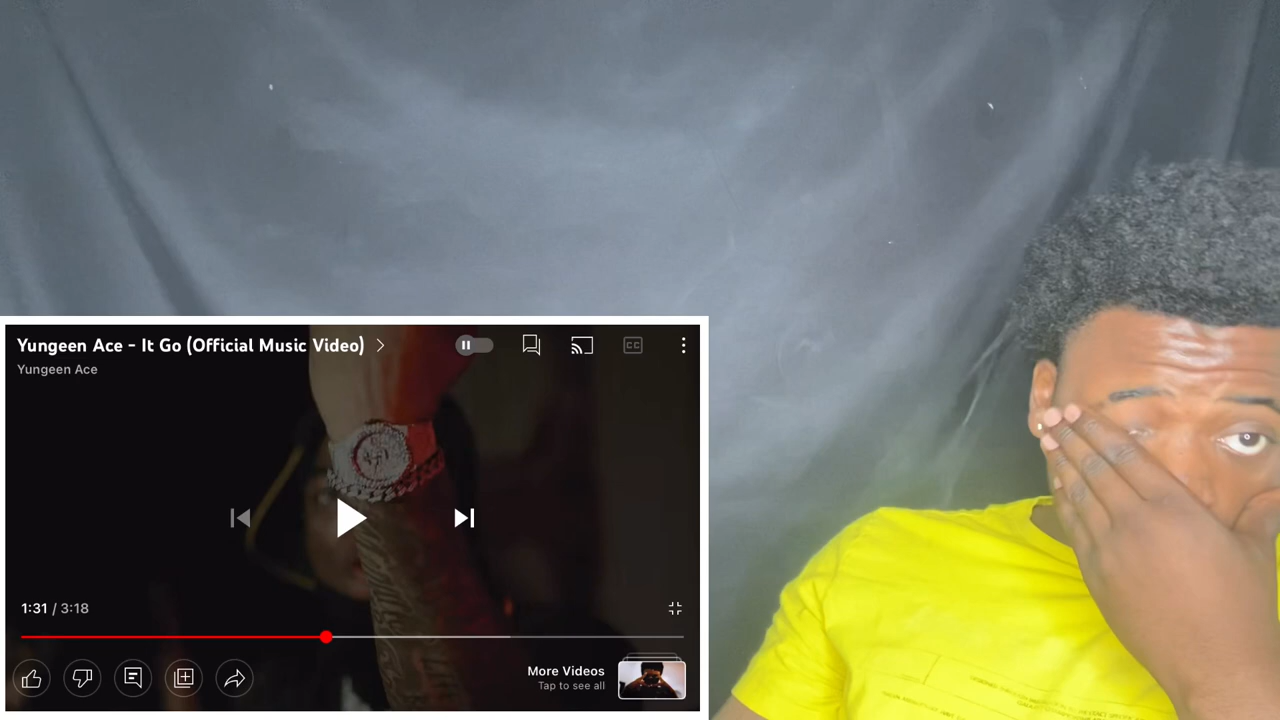 Yungeen Ace - It Go (Official Music Video)
CC
Yungeen Ace
1:31 / 3:18
More Videos
Tap to see all